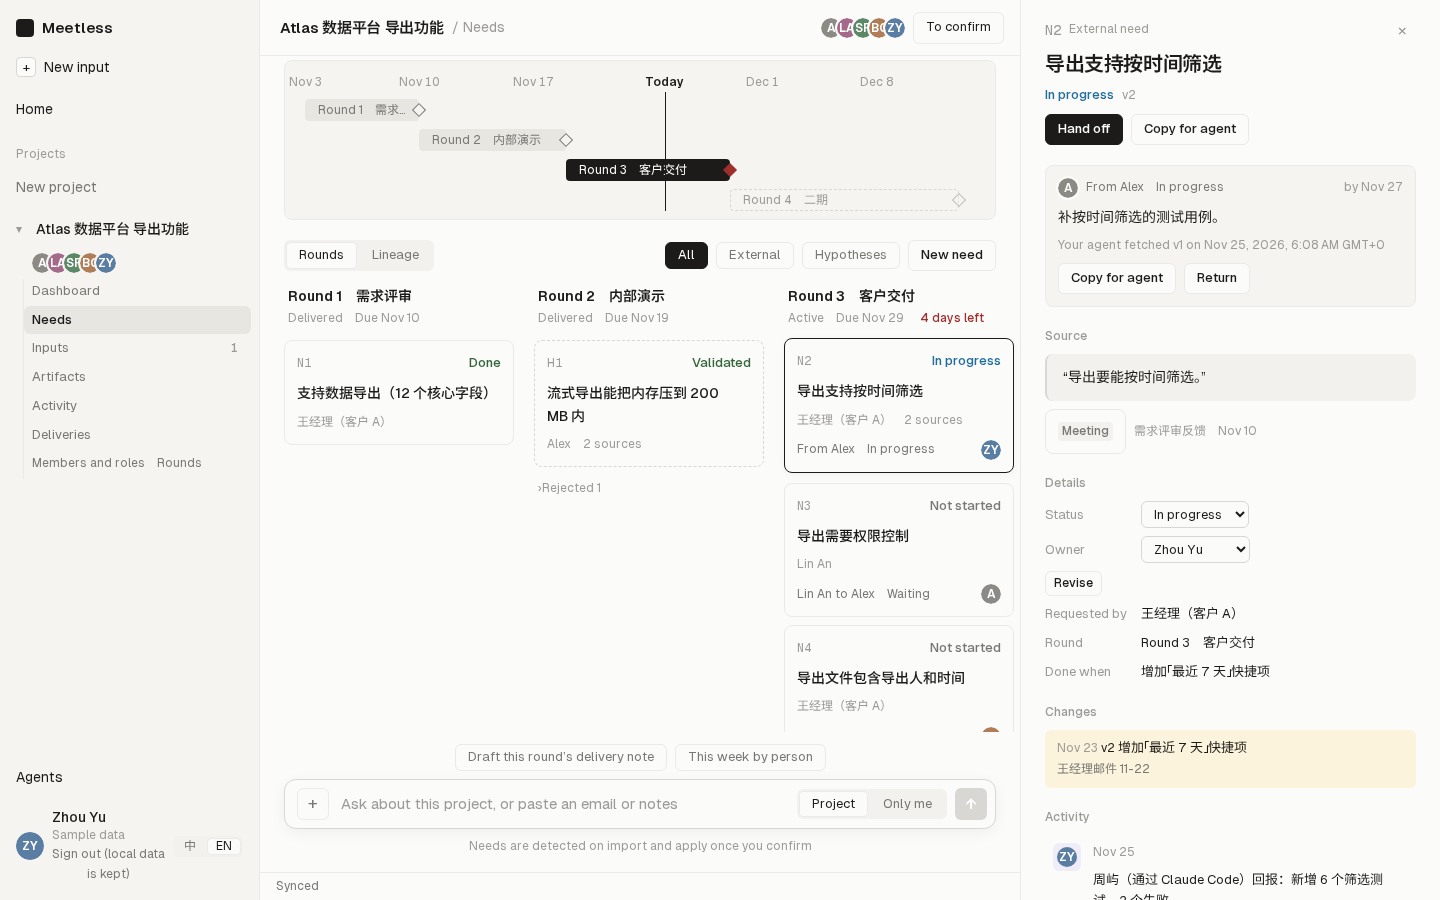 Meetless
+ New input
Home
Projects
New project
▾ Atlas 数据平台 导出功能
A LA SF BC ZY
Dashboard
Needs
Inputs 1
Artifacts
Activity
Deliveries
Members and roles Rounds
Agents
Zhou Yu
Sample data
ZY
Sign out (local data is kept)
中 EN
Atlas 数据平台 导出功能 / Needs
A LA SF BC ZY
To confirm
Nov 3 Nov 10 Nov 17 Today Dec 1 Dec 8
Round 1 需求...
Round 2 内部演示
Round 3 客户交付
Round 4 二期
Rounds Lineage
All External Hypotheses New need
Round 1 需求评审
Delivered Due Nov 10
N1 Done
支持数据导出（12 个核心字段）
王经理（客户 A）
Round 2 内部演示
Delivered Due Nov 19
H1 Validated
流式导出能把内存压到 200
MB 内
Alex 2 sources
›Rejected 1
Round 3 客户交付
Active Due Nov 29 4 days left
N2 In progress
导出支持按时间筛选
王经理（客户 A） 2 sources
From Alex In progress ZY
N3 Not started
导出需要权限控制
Lin An
Lin An to Alex Waiting A
N4 Not started
导出文件包含导出人和时间
王经理（客户 A）
Draft this round's delivery note This week by person
+ Ask about this project, or paste an email or notes Project Only me
Needs are detected on import and apply once you confirm
Synced
N2 External need ×
导出支持按时间筛选
In progress v2
Hand off Copy for agent
A From Alex In progress by Nov 27
补按时间筛选的测试用例。
Your agent fetched v1 on Nov 25, 2026, 6:08 AM GMT+0
Copy for agent Return
Source
“导出要能按时间筛选。”
Meeting 需求评审反馈 Nov 10
Details
Status In progress
Owner Zhou Yu
Revise
Requested by 王经理（客户 A）
Round Round 3 客户交付
Done when 增加「最近 7 天」快捷项
Changes
Nov 23 v2 增加「最近 7 天」快捷项
王经理邮件 11-22
Activity
ZY Nov 25
周屿（通过 Claude Code）回报：新增 6 个筛选测
试，2 个失败